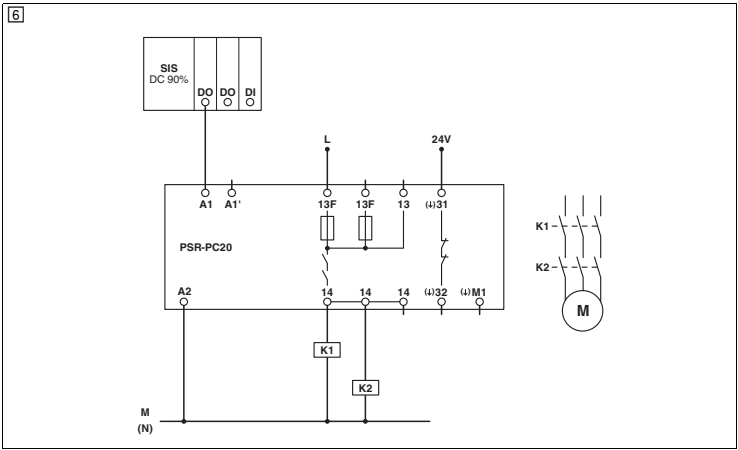 6
SIS
DC 90%
DO DO DI
L 24V
A1 A1' 13F 13F 13 (↓)31
K1
PSR-PC20
K2
A2 14 14 14 (↓)32 (↓)M1
M
K1
K2
M
(N)